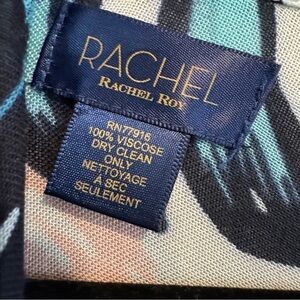 RACHEL
RACHEL ROY
RN77916
100% VISCOSE
DRY CLEAN
ONLY
NETTOYAGE
À SEC
SEULEMENT